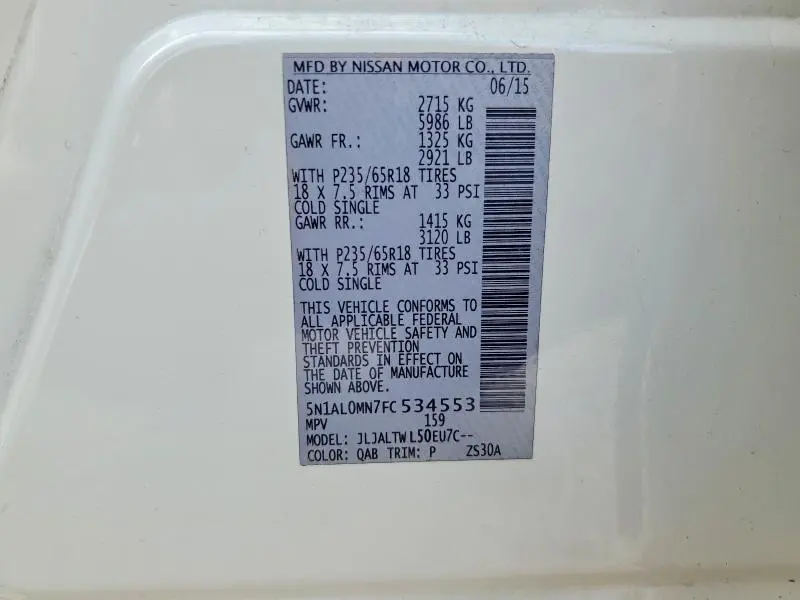 MFD BY NISSAN MOTOR CO., LTD.
DATE: 06/15
GVWR: 2715 KG
5986 LB
GAWR FR.: 1325 KG
2921 LB
WITH P235/65R18 TIRES
18 X 7.5 RIMS AT 33 PSI
COLD SINGLE
GAWR RR.: 1415 KG
3120 LB
WITH P235/65R18 TIRES
18 X 7.5 RIMS AT 33 PSI
COLD SINGLE
THIS VEHICLE CONFORMS TO
ALL APPLICABLE FEDERAL
MOTOR VEHICLE SAFETY AND
THEFT PREVENTION
STANDARDS IN EFFECT ON
THE DATE OF MANUFACTURE
SHOWN ABOVE.
5N1AL0MN7FC534553
MPV 159
MODEL: JLJALTWL50EU7C--
COLOR: QAB TRIM: P ZS30A